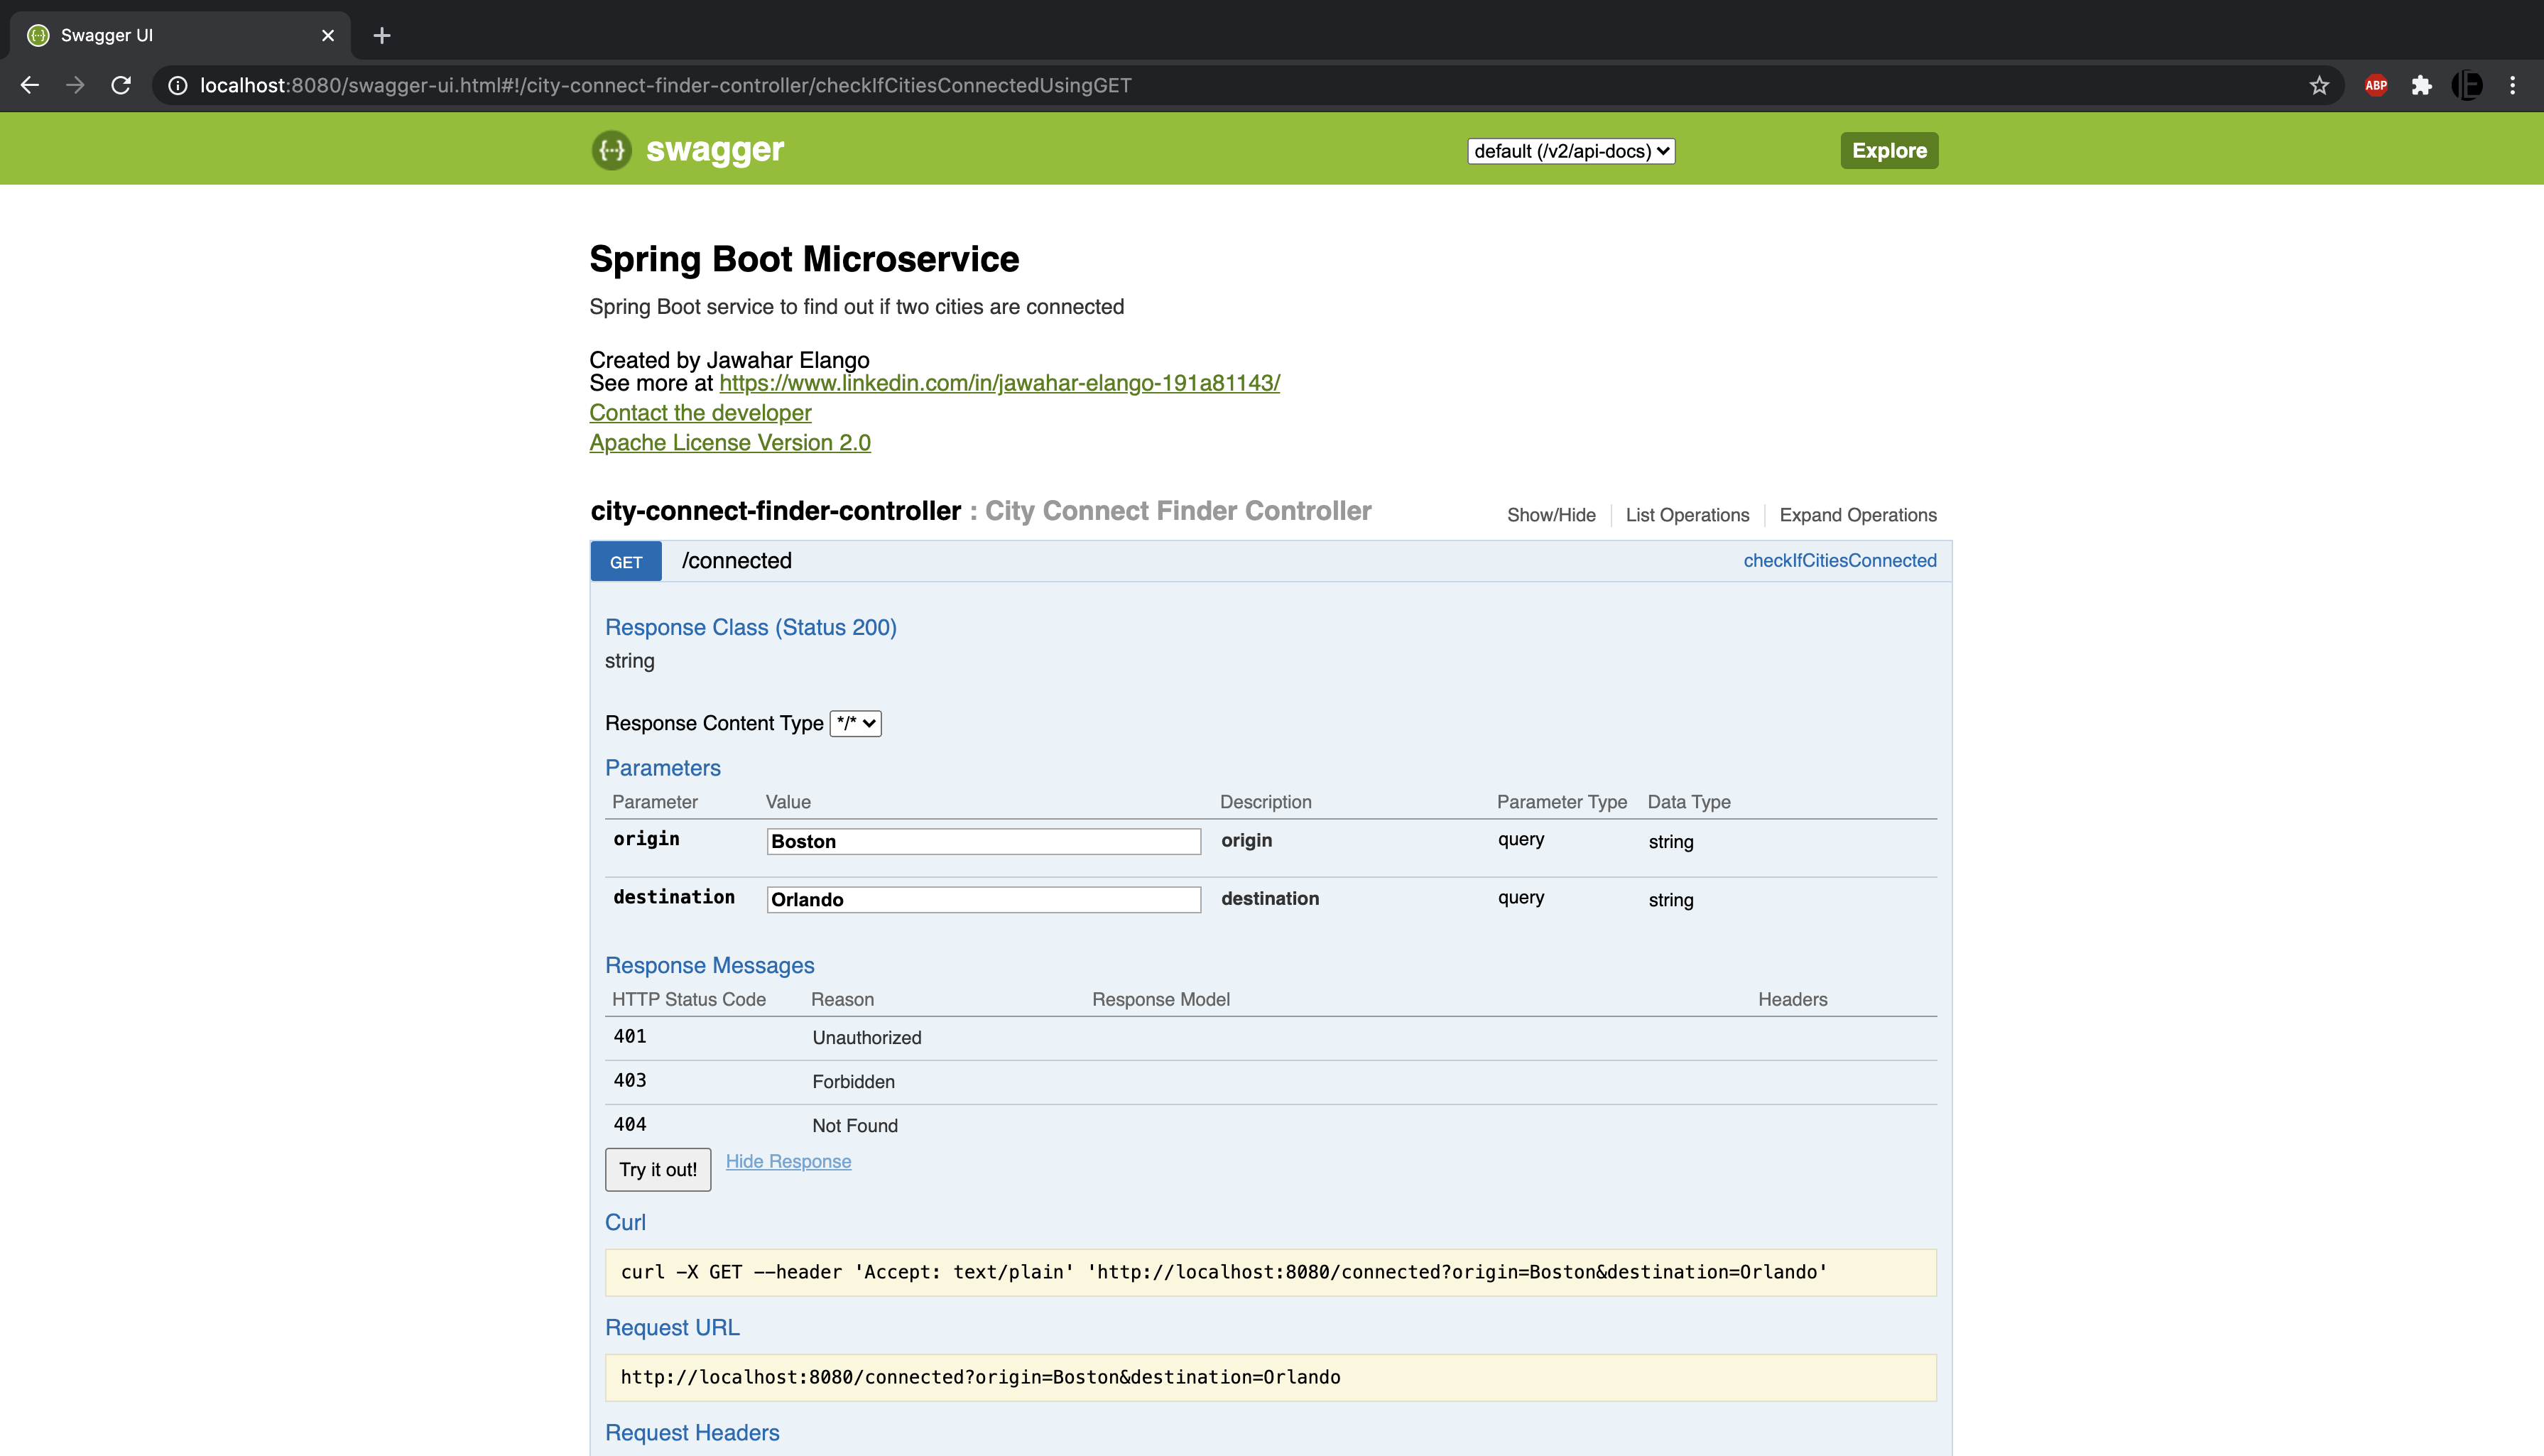 Swagger UI
localhost:8080/swagger-ui.html#!/city-connect-finder-controller/checkIfCitiesConnectedUsingGET
ABP
{···} swagger
default (/v2/api-docs)
Explore
Spring Boot Microservice
Spring Boot service to find out if two cities are connected
Created by Jawahar Elango
See more at https://www.linkedin.com/in/jawahar-elango-191a81143/
Contact the developer
Apache License Version 2.0
city-connect-finder-controller : City Connect Finder Controller
Show/Hide List Operations Expand Operations
GET /connected checkIfCitiesConnected
Response Class (Status 200)
string
Response Content Type */*
Parameters
Parameter Value Description Parameter Type Data Type
origin Boston origin query string
destination Orlando destination query string
Response Messages
HTTP Status Code Reason Response Model Headers
401 Unauthorized
403 Forbidden
404 Not Found
Try it out! Hide Response
Curl
curl -X GET --header 'Accept: text/plain' 'http://localhost:8080/connected?origin=Boston&destination=Orlando'
Request URL
http://localhost:8080/connected?origin=Boston&destination=Orlando
Request Headers